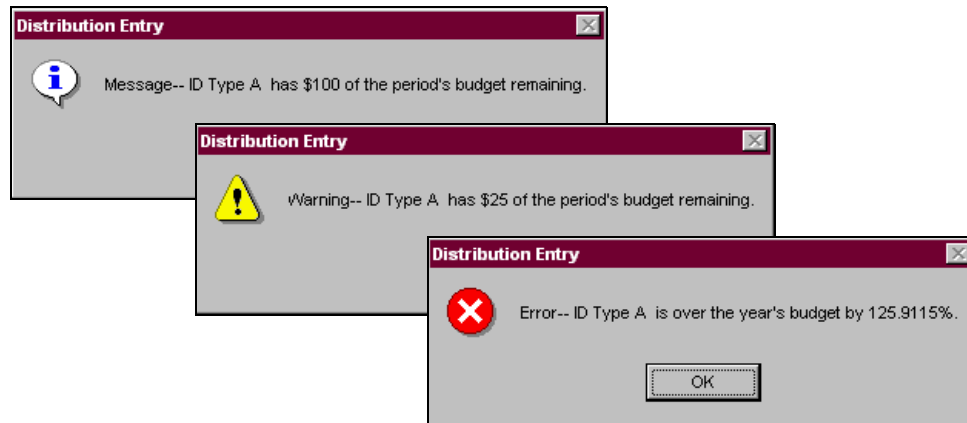 Distribution Entry
Message-- ID Type A has $100 of the period's budget remaining.
Distribution Entry
Warning-- ID Type A has $25 of the period's budget remaining.
Distribution Entry
Error-- ID Type A is over the year's budget by 125.9115%.
OK